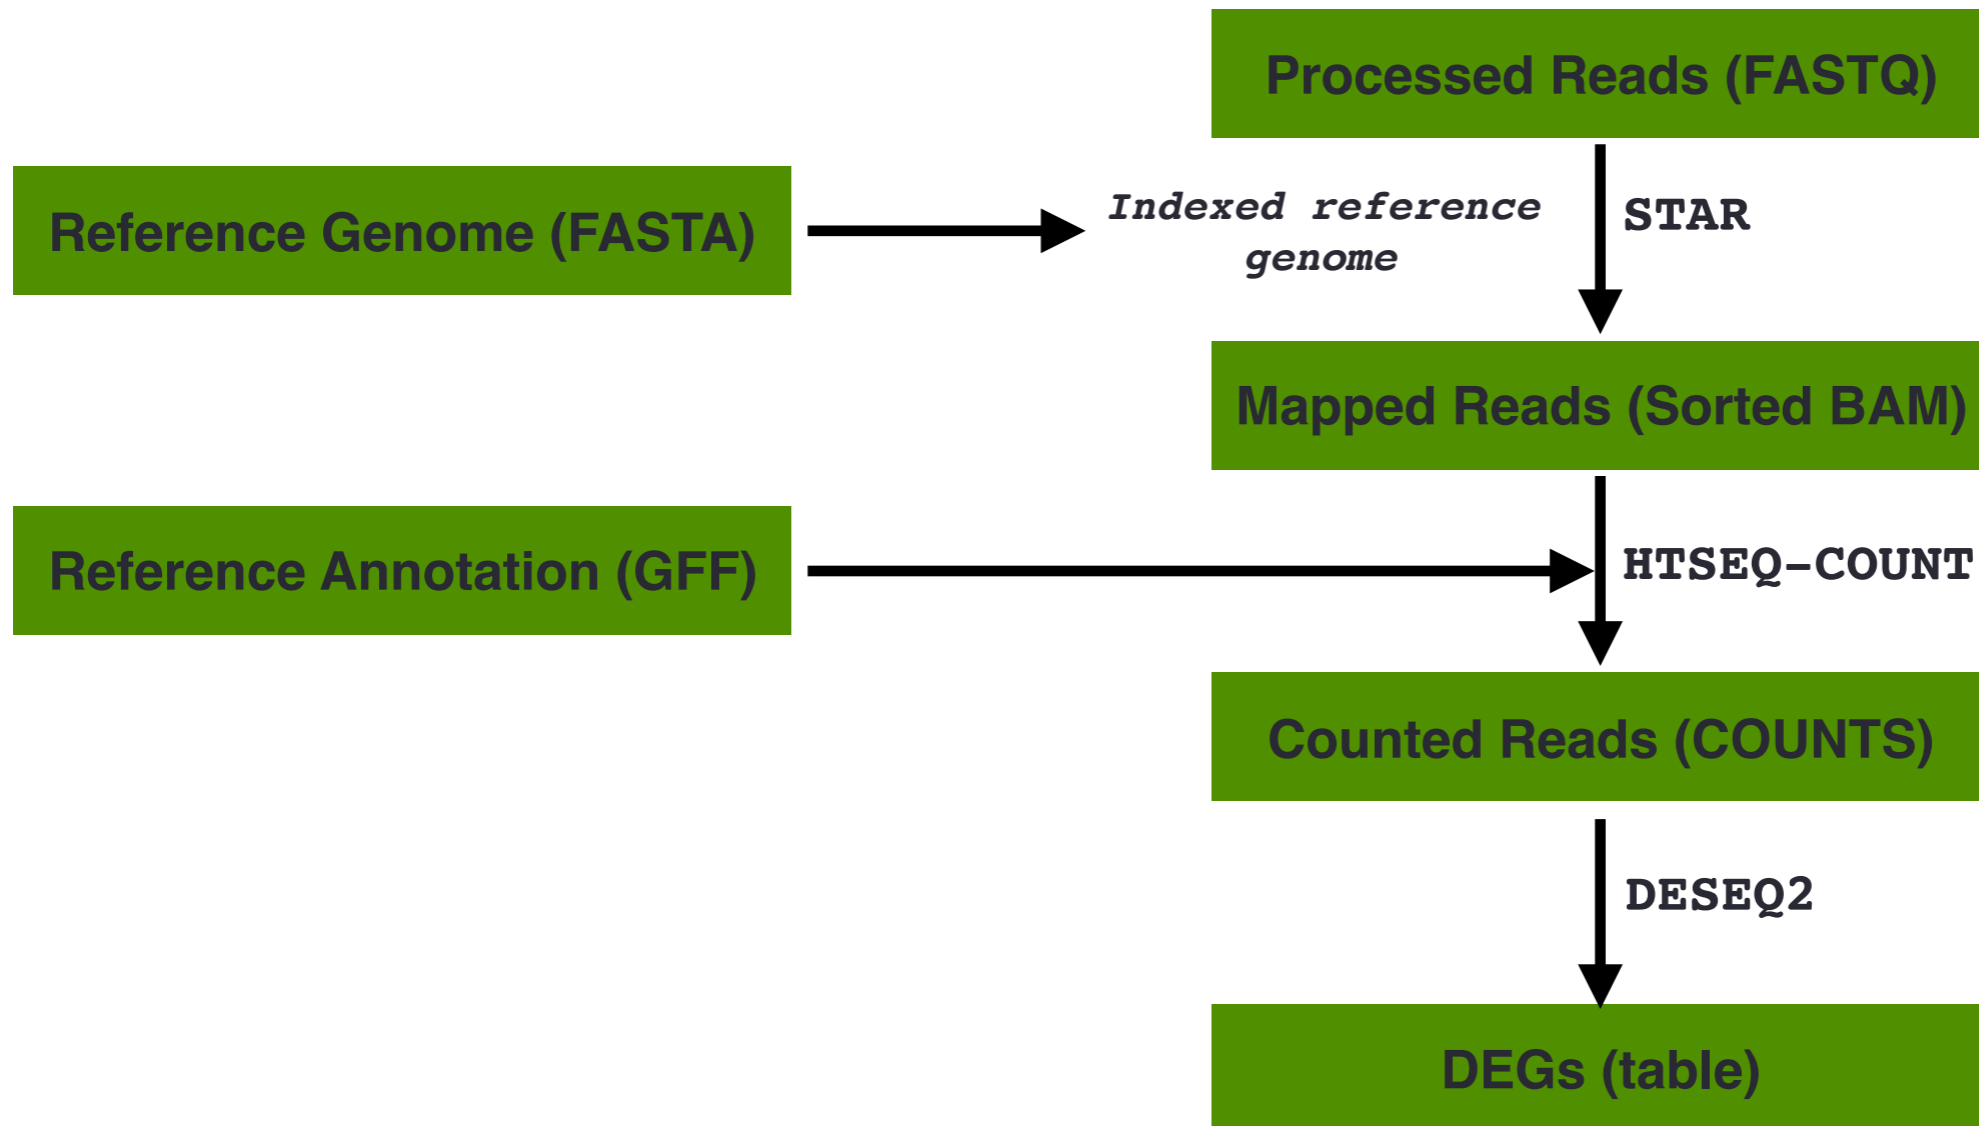 Processed Reads (FASTQ)
Reference Genome (FASTA)
Indexed reference
genome
STAR
Mapped Reads (Sorted BAM)
Reference Annotation (GFF)
HTSEQ-COUNT
Counted Reads (COUNTS)
DESEQ2
DEGs (table)